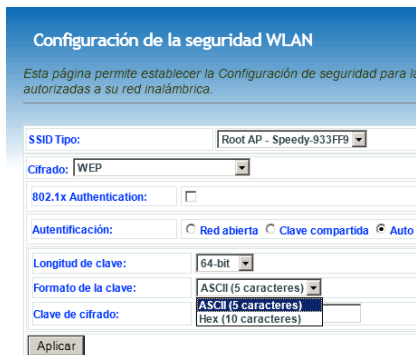 Configuración de la seguridad WLAN
Esta página permite establecer la Configuración de seguridad para la
autorizadas a su red inalámbrica.
SSID Tipo: Root AP - Speedy-933FF9
Cifrado: WEP
802.1x Authentication:
Autentificación: Red abierta Clave compartida Auto
Longitud de clave: 64-bit
Formato de la clave: ASCII (5 caracteres)
ASCII (5 caracteres)
Clave de cifrado: Hex (10 caracteres)
Aplicar